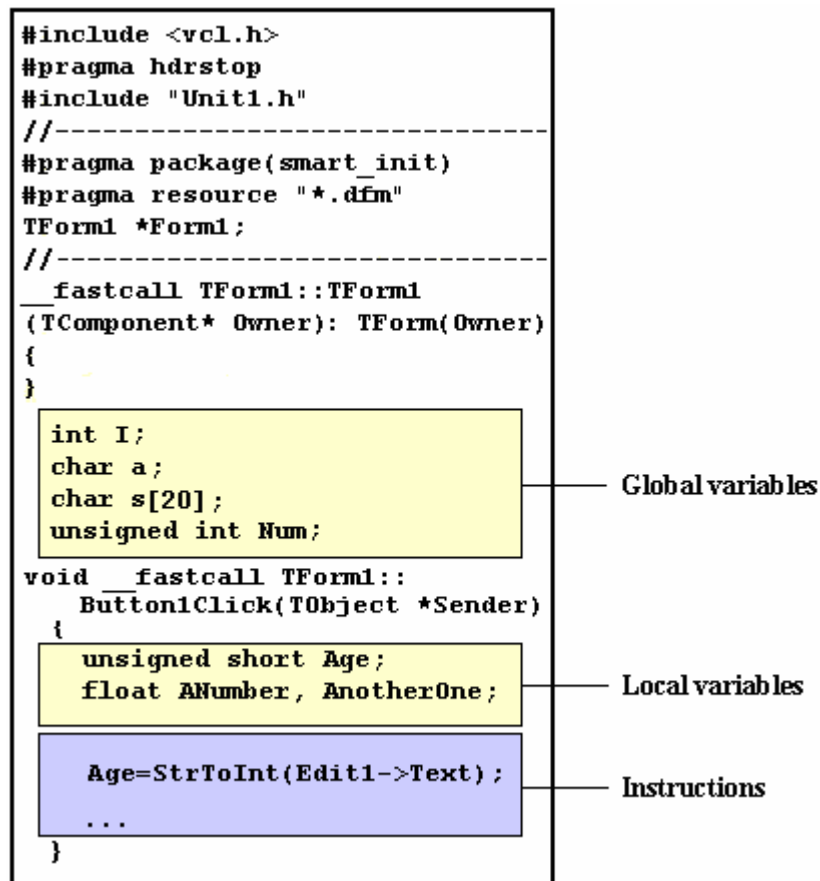 #include <vcl.h>
#pragma hdrstop
#include "Unit1.h"
//-------------------------------
#pragma package(smart_init)
#pragma resource "*.dfm"
TForm1 *Form1;
//-------------------------------
__fastcall TForm1::TForm1
(TComponent* Owner): TForm(Owner)
{
}
int I;
char a;
char s[20];
unsigned int Num;
Global variables
void __fastcall TForm1::
Button1Click(TObject *Sender)
{
unsigned short Age;
float ANumber, AnotherOne;
Local variables
Age=StrToInt(Edit1->Text);
...
Instructions
}